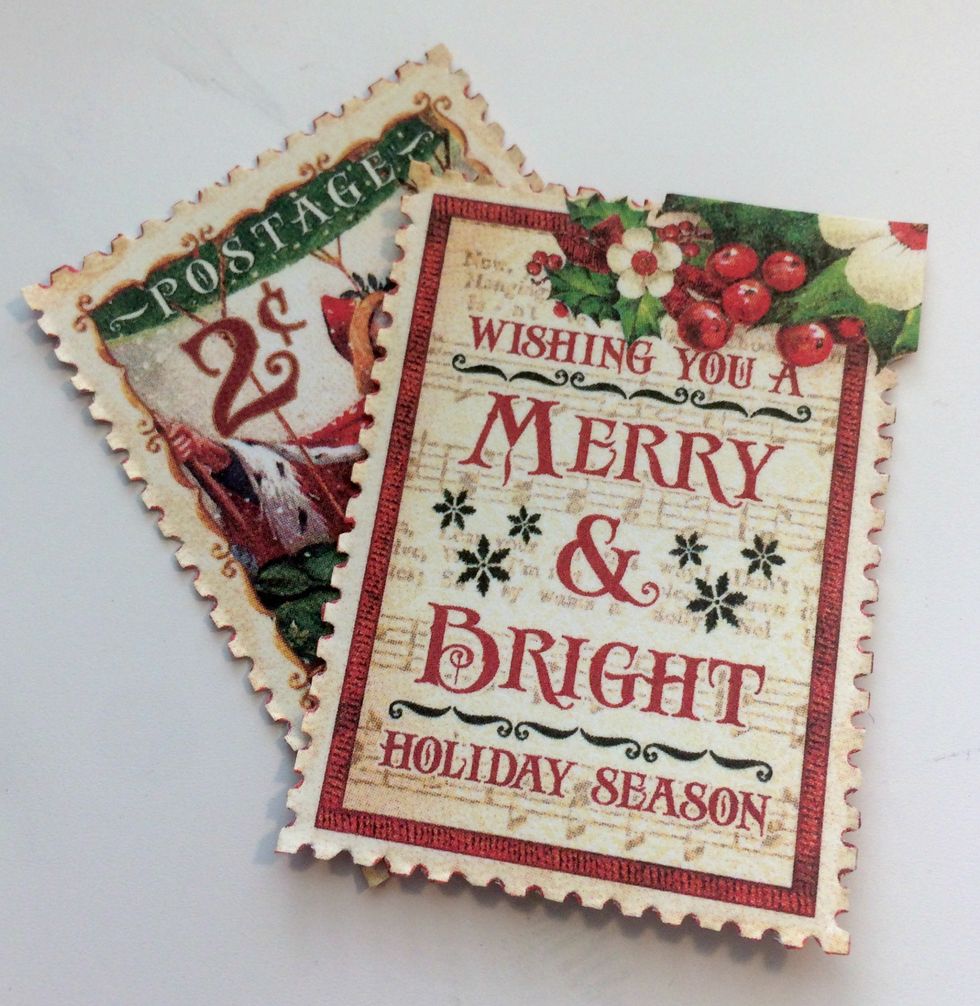 POSTAGE
2¢
WISHING YOU A
MERRY
&
BRIGHT
HOLIDAY SEASON